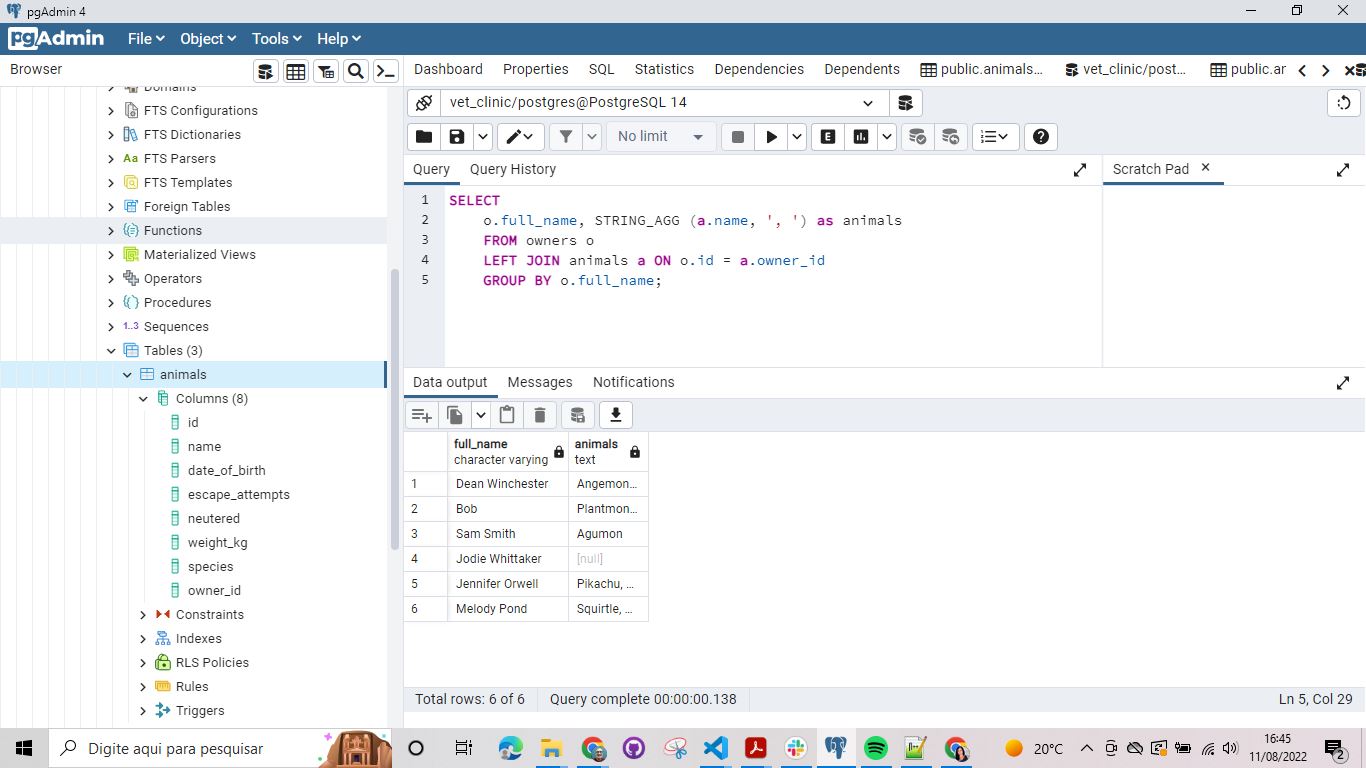 pgAdmin 4
pgAdmin
File
Object
Tools
Help
Browser
Dashboard
Properties
SQL
Statistics
Dependencies
Dependents
public.animals...
vet_clinic/post...
public.ar
Domains
FTS Configurations
FTS Dictionaries
Aa FTS Parsers
FTS Templates
Foreign Tables
Functions
Materialized Views
Operators
Procedures
1..3 Sequences
Tables (3)
animals
Columns (8)
id
name
date_of_birth
escape_attempts
neutered
weight_kg
species
owner_id
Constraints
Indexes
RLS Policies
Rules
Triggers
vet_clinic/postgres@PostgreSQL 14
No limit
E
Query
Query History
Scratch Pad
1 SELECT
2 o.full_name, STRING_AGG (a.name, ', ') as animals
3 FROM owners o
4 LEFT JOIN animals a ON o.id = a.owner_id
5 GROUP BY o.full_name;
Data output
Messages
Notifications
full_name animals
character varying text
1 Dean Winchester Angemon...
2 Bob Plantmon...
3 Sam Smith Agumon
4 Jodie Whittaker [null]
5 Jennifer Orwell Pikachu, ...
6 Melody Pond Squirtle, ...
Total rows: 6 of 6
Query complete 00:00:00.138
Ln 5, Col 29
Digite aqui para pesquisar
20°C
16:45
11/08/2022
2